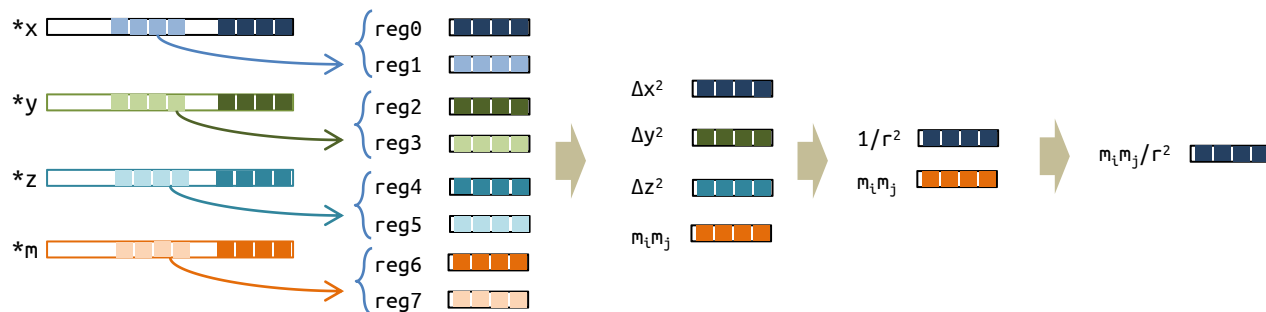 *x
reg0
reg1
*y
reg2
reg3
*z
reg4
reg5
*m
reg6
reg7
Δx²
Δy²
Δz²
mᵢmⱼ
1/r²
mᵢmⱼ
mᵢmⱼ/r²